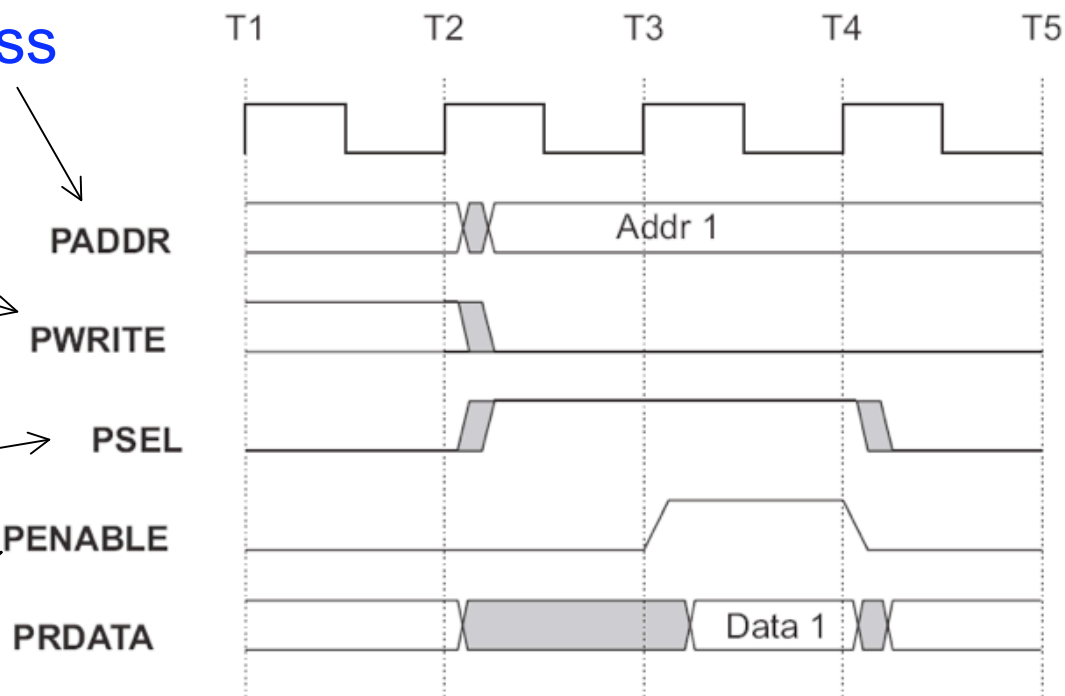 T1 T2 T3 T4 T5
ss
PADDR Addr 1
PWRITE
PSEL
PENABLE
PRDATA Data 1